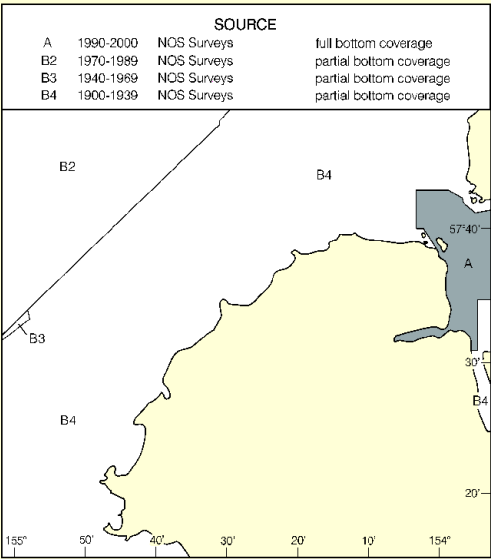 SOURCE
A 1990-2000 NOS Surveys full bottom coverage
B2 1970-1989 NOS Surveys partial bottom coverage
B3 1940-1969 NOS Surveys partial bottom coverage
B4 1900-1939 NOS Surveys partial bottom coverage
B2
B4
57°40'
A
B3
30'
B4
B4
20'
155° 50' 40' 30' 20' 10' 154°